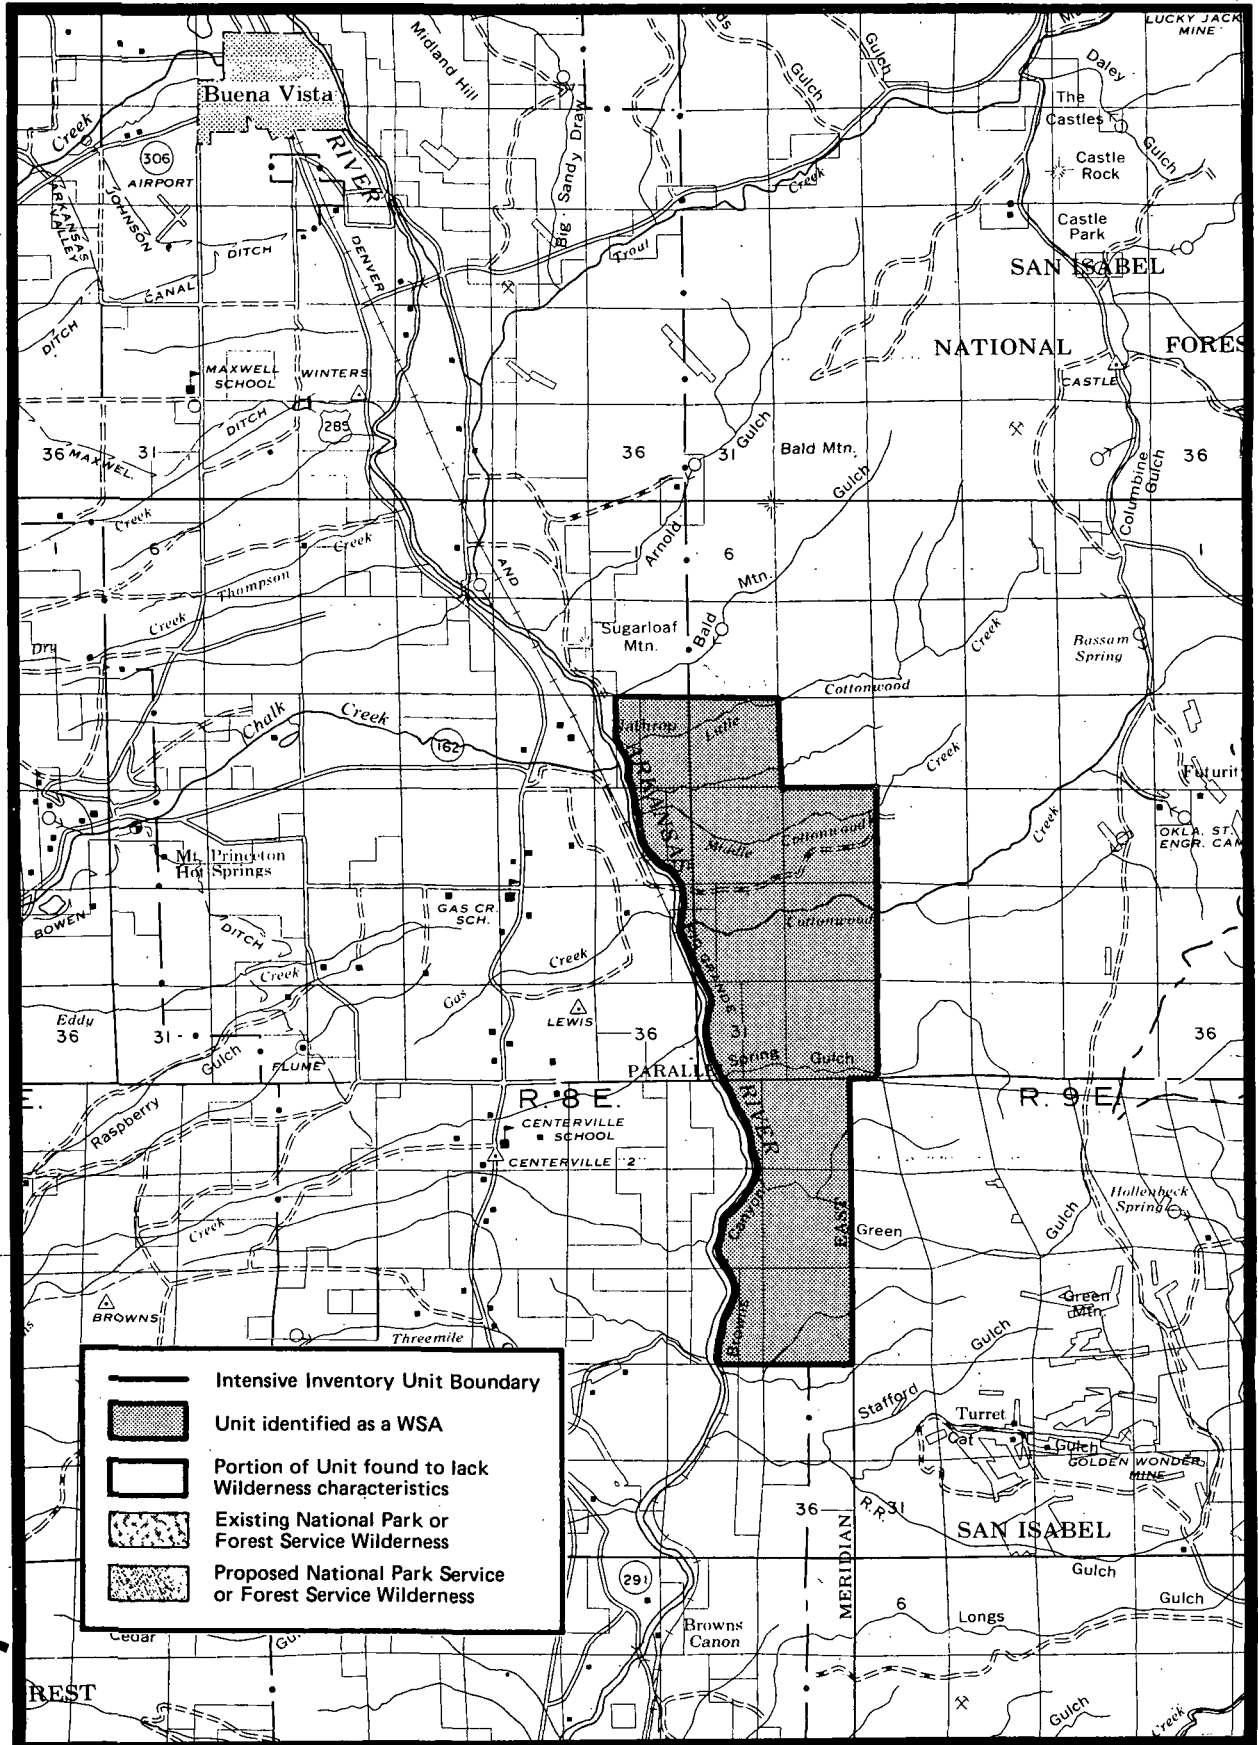 LUCKY JACK
MINE
Midland Hill
Gulch
Gulch
Daley
Gulch
The
Castles
Buena Vista
Creek
306
AIRPORT
RIVER
Big Sandy Draw
Creek
Castle
Rock
ARKANSAS
VALLEY
JOHNSON
DITCH
DENVER
Trout
Castle
Park
SAN ISABEL
CANAL
DITCH
NATIONAL
FORES
MAXWELL
SCHOOL
WINTERS
CASTLE
DITCH
285
36
MAXWEL.
31
36
31
Gulch
Bald Mtn.
Gulch
Columbine
Gulch
36
Creek
Creek
Arnold
1
6
6
1
Thompson
AND
Mtn.
Creek
Sugarloaf
Mtn.
Bald
Creek
Bassam
Spring
Dry
Cottonwood
Chalk
Creek
162
Nathrop
Little
ARKANSAS
Creek
Futurit
Middle
Cottonwood
Creek
OKLA. ST.
ENGR. CAM
Mt. Princeton
Hot Springs
BOWEN
DITCH
GAS CR.
SCH.
Cottonwood
RIO GRANDE
Creek
Creek
Gas
Eddy
36
31
LEWIS
36
31
36
Gulch
FLUME
Spring
Gulch
PARALLEL
E.
R. 8 E.
RIVER
R. 9 E.
Raspberry
CENTERVILLE
SCHOOL
CENTERVILLE 2
Creek
Canyon
EAST
Green
Gulch
Hollenbeck
Spring
BROWNS
Threemile
Browns
Green
Mtn.
Gulch
Stafford
Turret
Cat
Gulch
GOLDEN WONDER
MINE
Intensive Inventory Unit Boundary
Unit identified as a WSA
Portion of Unit found to lack
Wilderness characteristics
Existing National Park or
Forest Service Wilderness
Proposed National Park Service
or Forest Service Wilderness
36
31
R.R.
SAN ISABEL
Gulch
291
MERIDIAN
6
Longs
Gulch
Cedar
Browns
Canon
REST
Gulch
Creek